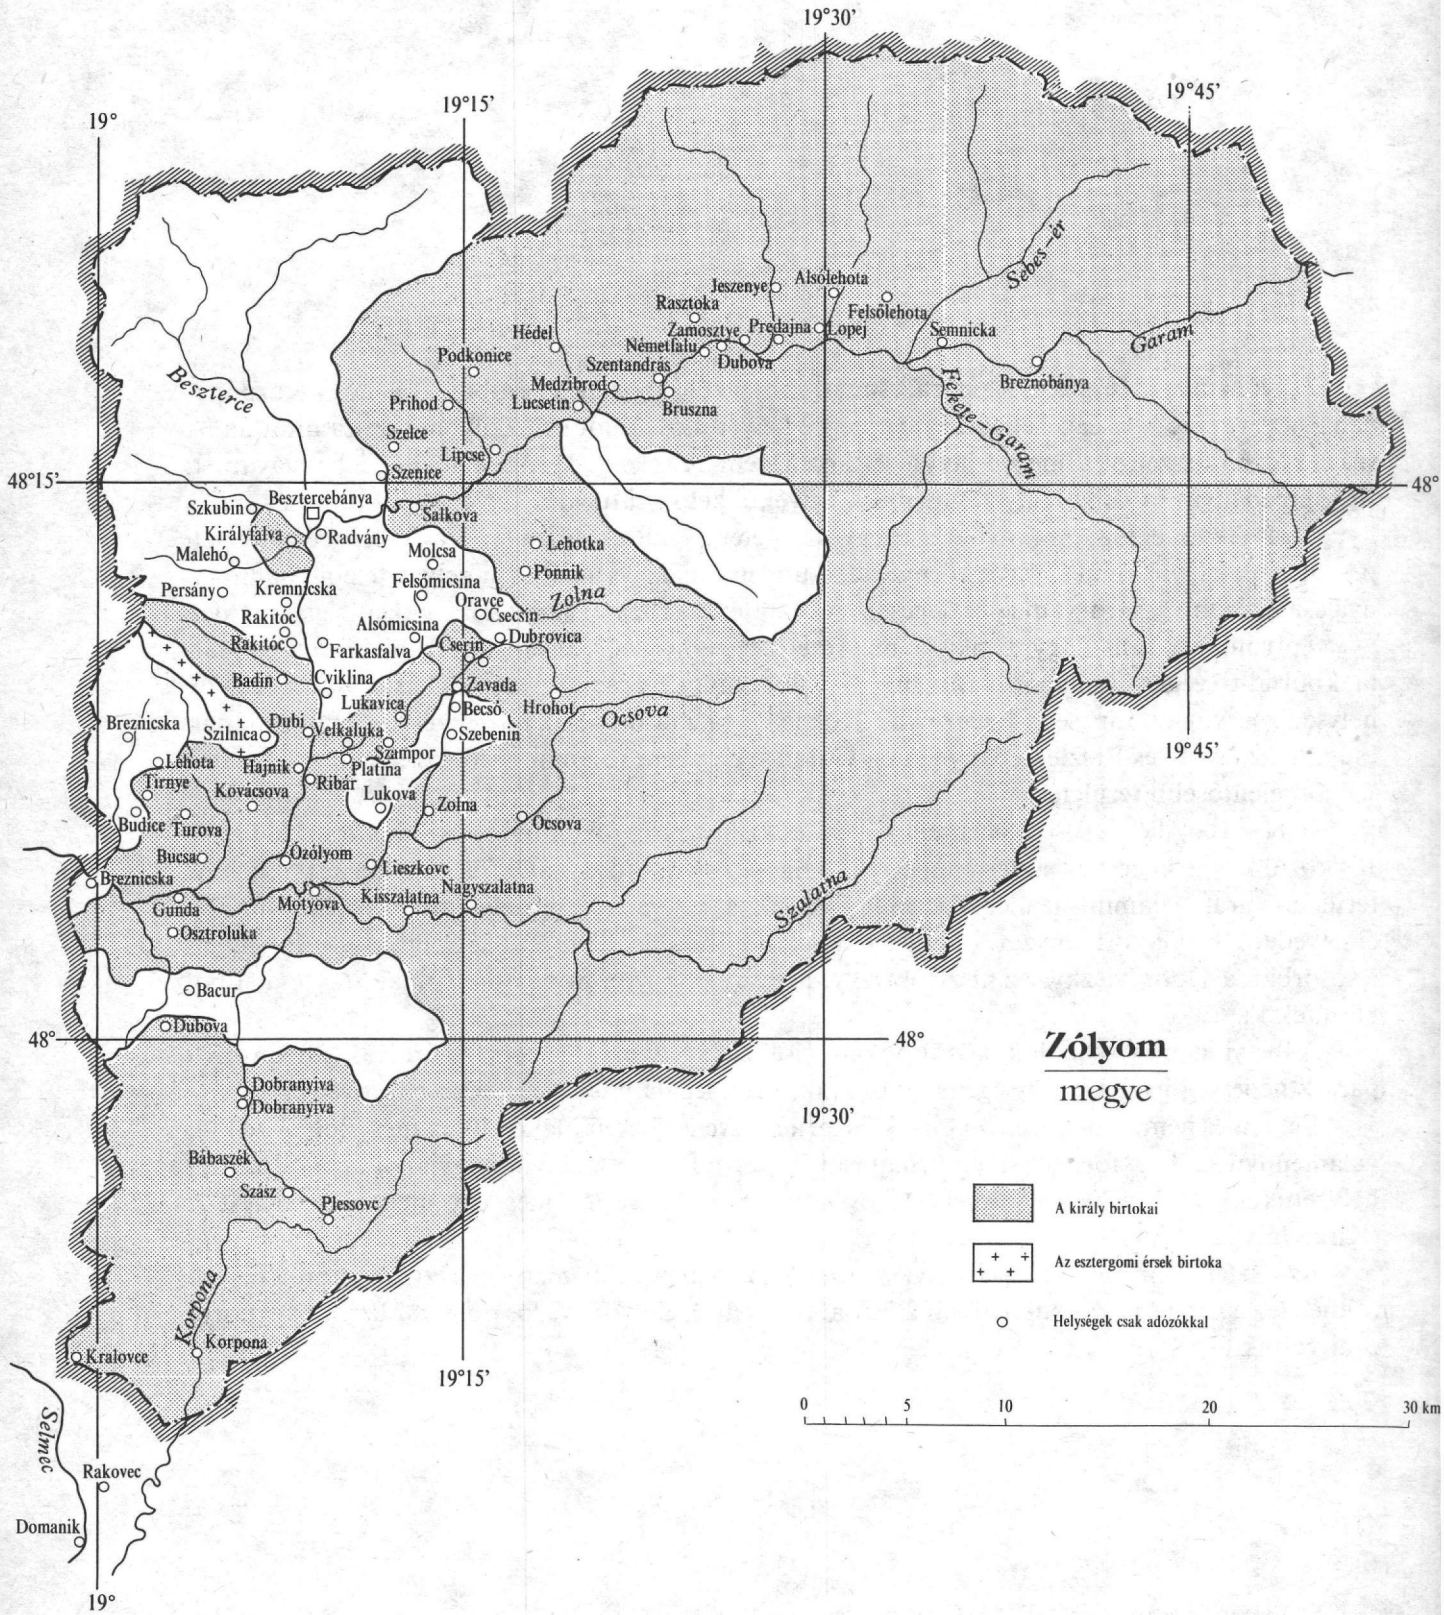 19°30'
19°45'
19°15'
19°
Sebes-ér
Alsólehota
Jeszenye
Felsőlehota
Rasztoka
Zamosztye
Predajna
Lopej
Semnicka
Garam
Hédel
Németfalu
Dubova
Podkonice
Szentandrás
Breznóbánya
Beszterce
Medzibrod
Fekete-Garam
Prihod
Lucsetin
Bruszna
Szelce
Lipcse
Szenice
48°15'
48°
Besztercebánya
Szkubin
Salkova
Királyfalva
Radvány
Lehotka
Malehó
Molcsa
Ponnik
Persány
Kremnicska
Felsőmicsina
Zolna
Oravce
Rakitóc
Alsómicsina
Csecsin
Rakitóc
Farkasfalva
Cserin
Dubrovica
Badin
Cviklina
Zavada
Lukavica
Becsó
Hrohot
Ocsova
Breznicska
Szilnica
Dubi
Velkaluka
Szebenin
Szampor
19°45'
Lehota
Hajnik
Platina
Tirnye
Kovácsova
Ribár
Lukova
Zolna
Budice
Turova
Ocsova
Bucsa
Ózólyom
Lieszkovc
Breznicska
Gunda
Motyova
Kisszalatna
Nagyszalatna
Szalatna
Osztroluka
Bacur
Dubova
48°
48°
Zólyom
megye
Dobranyiva
Dobranyiva
19°30'
Bábaszék
Szász
Plessovc
A király birtokai
Az esztergomi érsek birtoka
Korpona
Helységek csak adózókkal
Korpona
Kralovce
19°15'
0 5 10 20 30 km
Selmec
Rakovec
Domanik
19°